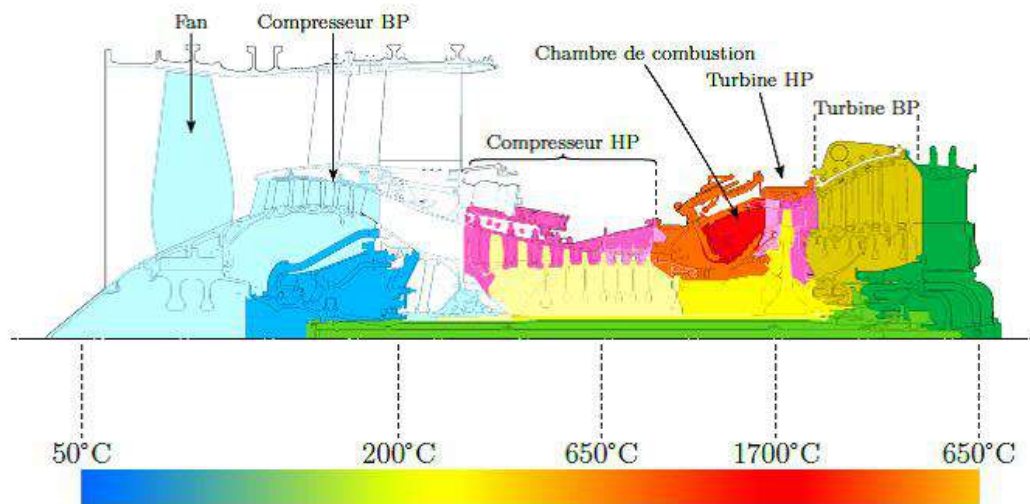 Fan
Compresseur BP
Chambre de combustion
Turbine HP
Turbine BP
Compresseur HP
50°C
200°C
650°C
1700°C
650°C